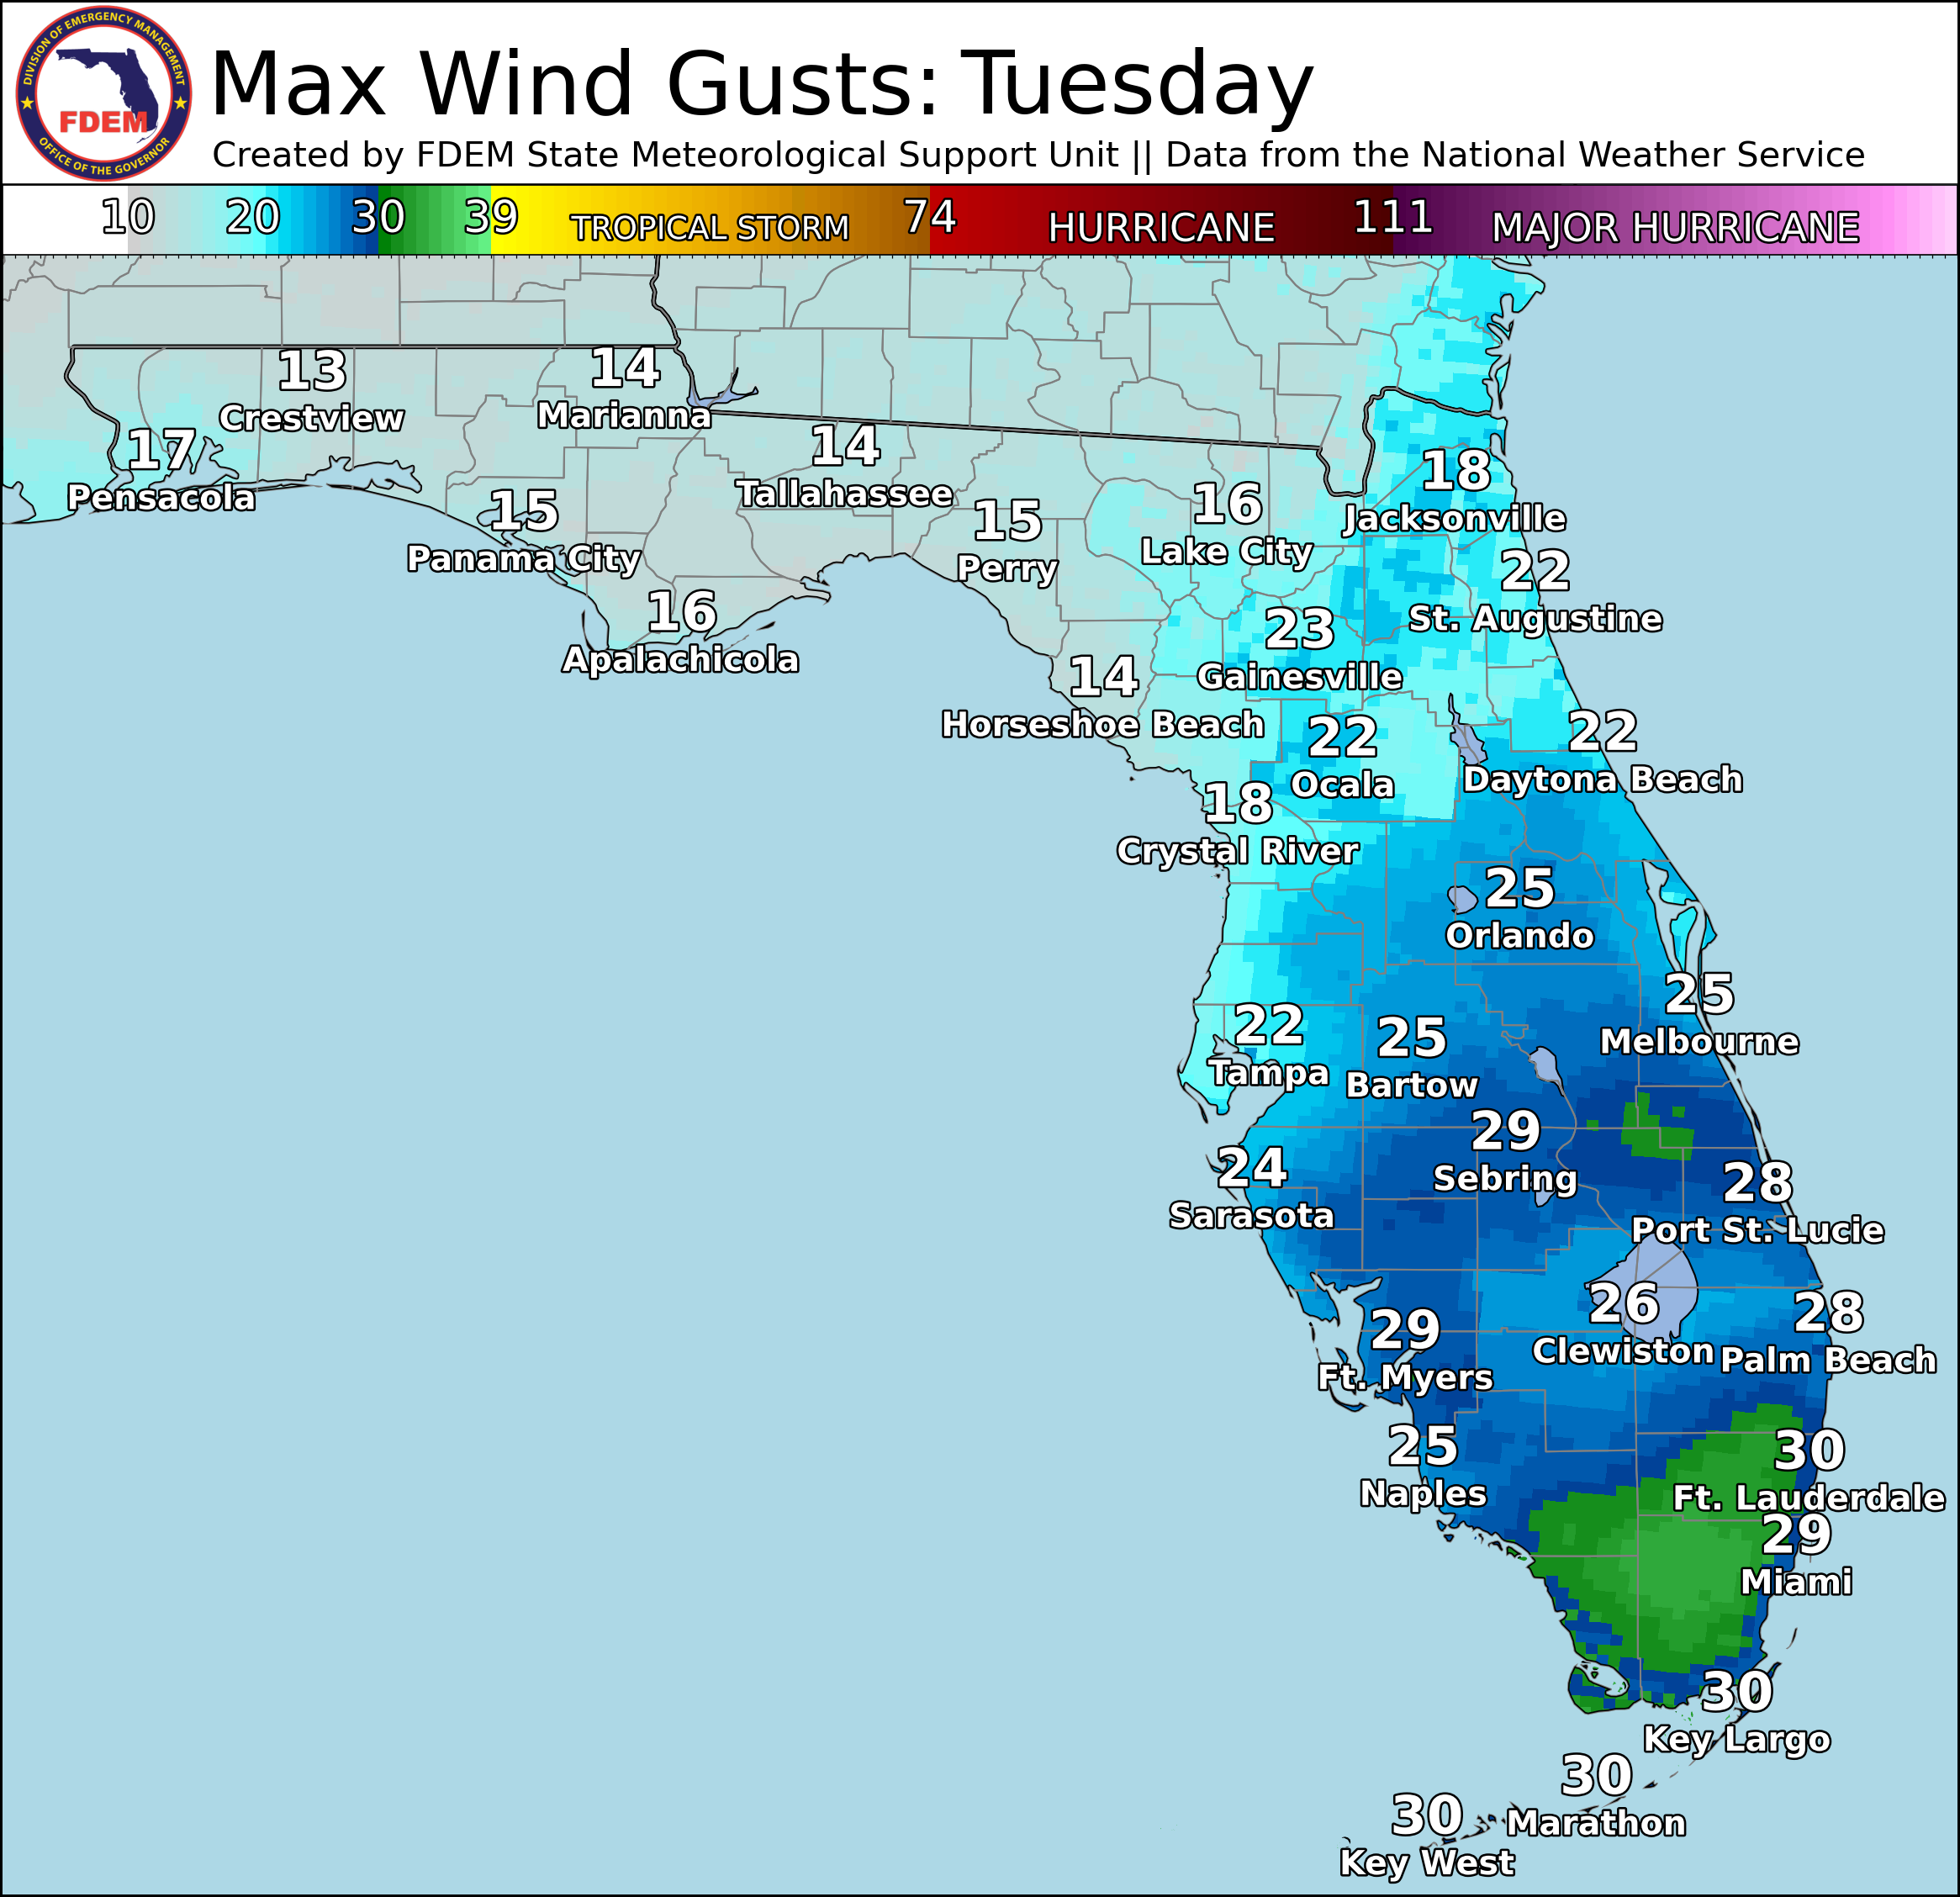 DIVISION OF EMERGENCY MANAGEMENT
FDEM
OFFICE OF THE GOVERNOR
Max Wind Gusts: Tuesday
Created by FDEM State Meteorological Support Unit || Data from the National Weather Service
10 20 30 39 TROPICAL STORM 74 HURRICANE 111 MAJOR HURRICANE
13
Crestview
14
Marianna
17
Pensacola
14
Tallahassee
15
Panama City
15
Perry
16
Lake City
18
Jacksonville
22
St. Augustine
16
Apalachicola
23
Gainesville
14
Horseshoe Beach
22
Ocala
22
Daytona Beach
18
Crystal River
25
Orlando
25
Melbourne
22
Tampa
25
Bartow
29
Sebring
24
Sarasota
28
Port St. Lucie
26
Clewiston
28
Palm Beach
29
Ft. Myers
25
Naples
30
Ft. Lauderdale
29
Miami
30
Key Largo
30
Marathon
30
Key West